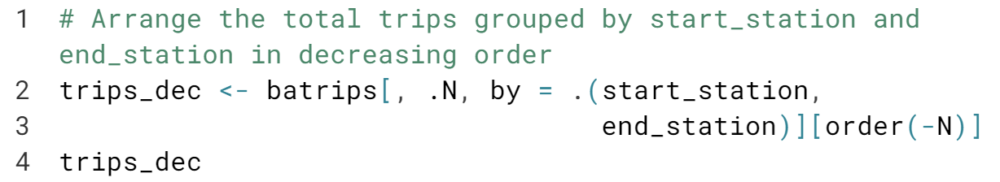 1 # Arrange the total trips grouped by start_station and
end_station in decreasing order
2 trips_dec <- batrips[, .N, by = .(start_station,
3 end_station)][order(-N)]
4 trips_dec